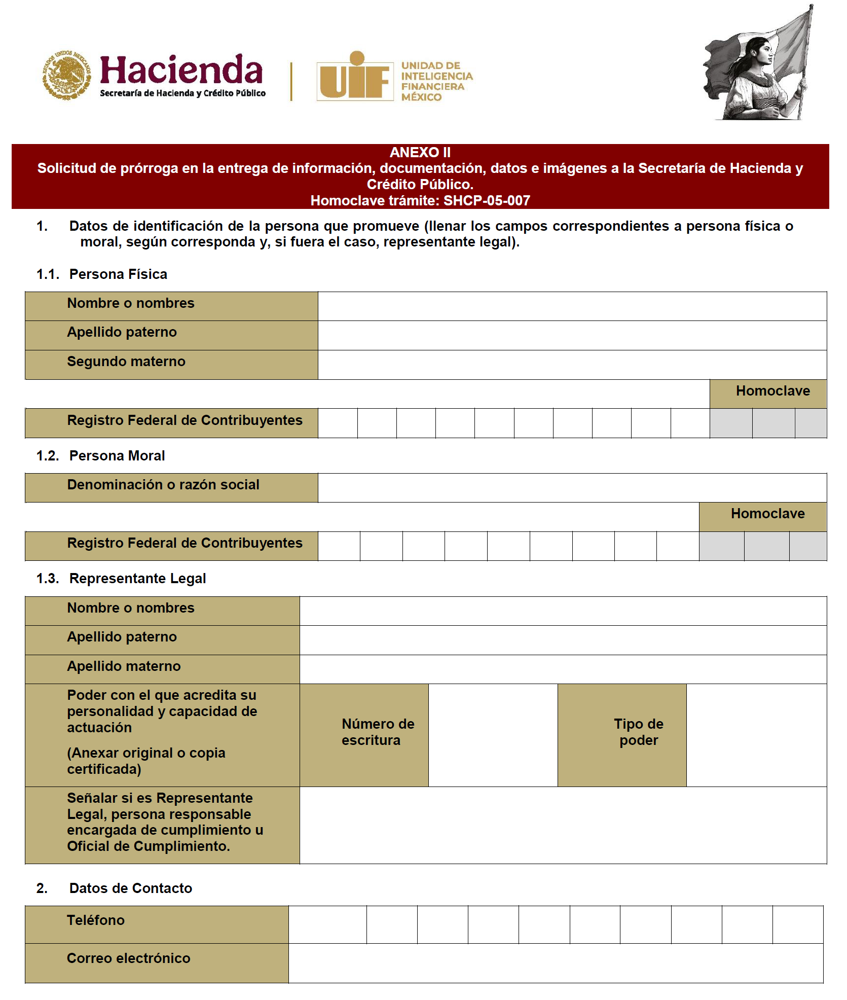 ESTADOS UNIDOS MEXICANOS
Hacienda
Secretaría de Hacienda y Crédito Público
UIF
UNIDAD DE
INTELIGENCIA
FINANCIERA
MÉXICO
ANEXO II
Solicitud de prórroga en la entrega de información, documentación, datos e imágenes a la Secretaría de Hacienda y
Crédito Público.
Homoclave trámite: SHCP-05-007
1. Datos de identificación de la persona que promueve (llenar los campos correspondientes a persona física o
moral, según corresponda y, si fuera el caso, representante legal).
1.1. Persona Física
Nombre o nombres
Apellido paterno
Segundo materno
Homoclave
Registro Federal de Contribuyentes
1.2. Persona Moral
Denominación o razón social
Homoclave
Registro Federal de Contribuyentes
1.3. Representante Legal
Nombre o nombres
Apellido paterno
Apellido materno
Poder con el que acredita su
personalidad y capacidad de
actuación
(Anexar original o copia
certificada)
Número de
escritura
Tipo de
poder
Señalar si es Representante
Legal, persona responsable
encargada de cumplimiento u
Oficial de Cumplimiento.
2. Datos de Contacto
Teléfono
Correo electrónico